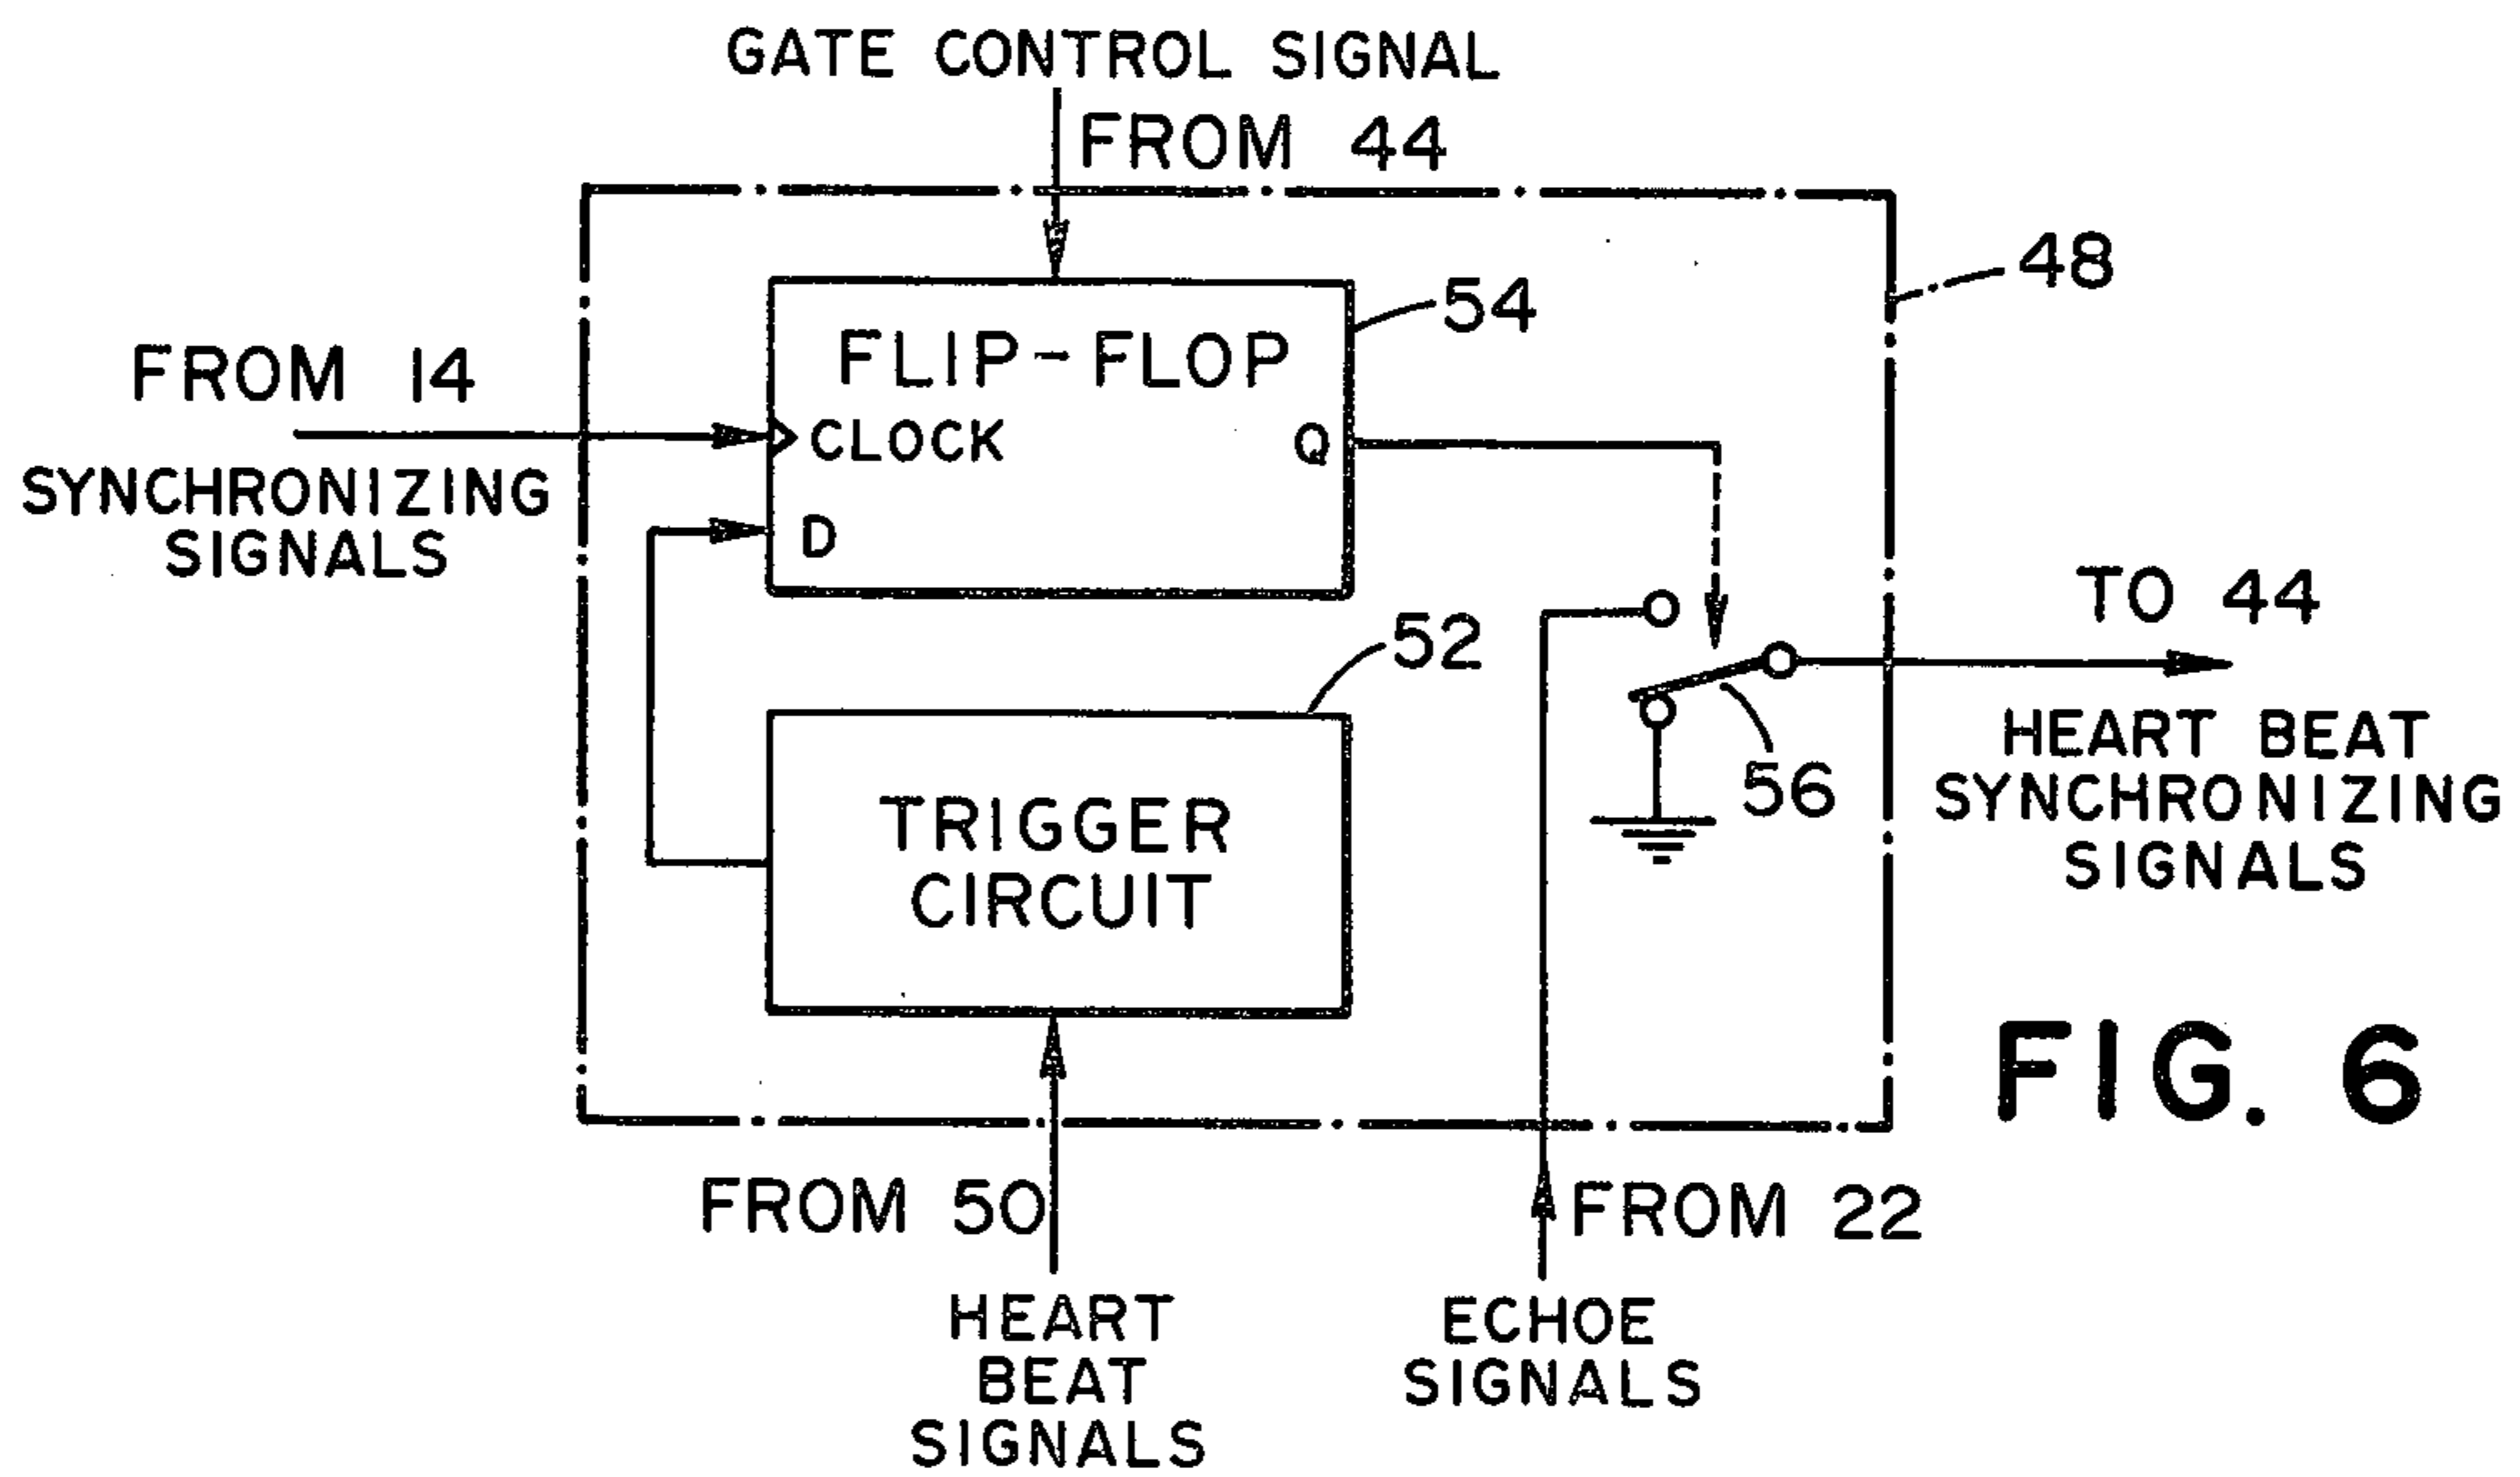 GATE CONTROL SIGNAL
FROM 44
48
54
FLIP-FLOP
FROM 14
CLOCK
Q
SYNCHRONIZING
SIGNALS
D
TO 44
52
HEART BEAT
SYNCHRONIZING
SIGNALS
56
TRIGGER
CIRCUIT
FIG. 6
FROM 50
FROM 22
HEART
BEAT
SIGNALS
ECHOE
SIGNALS